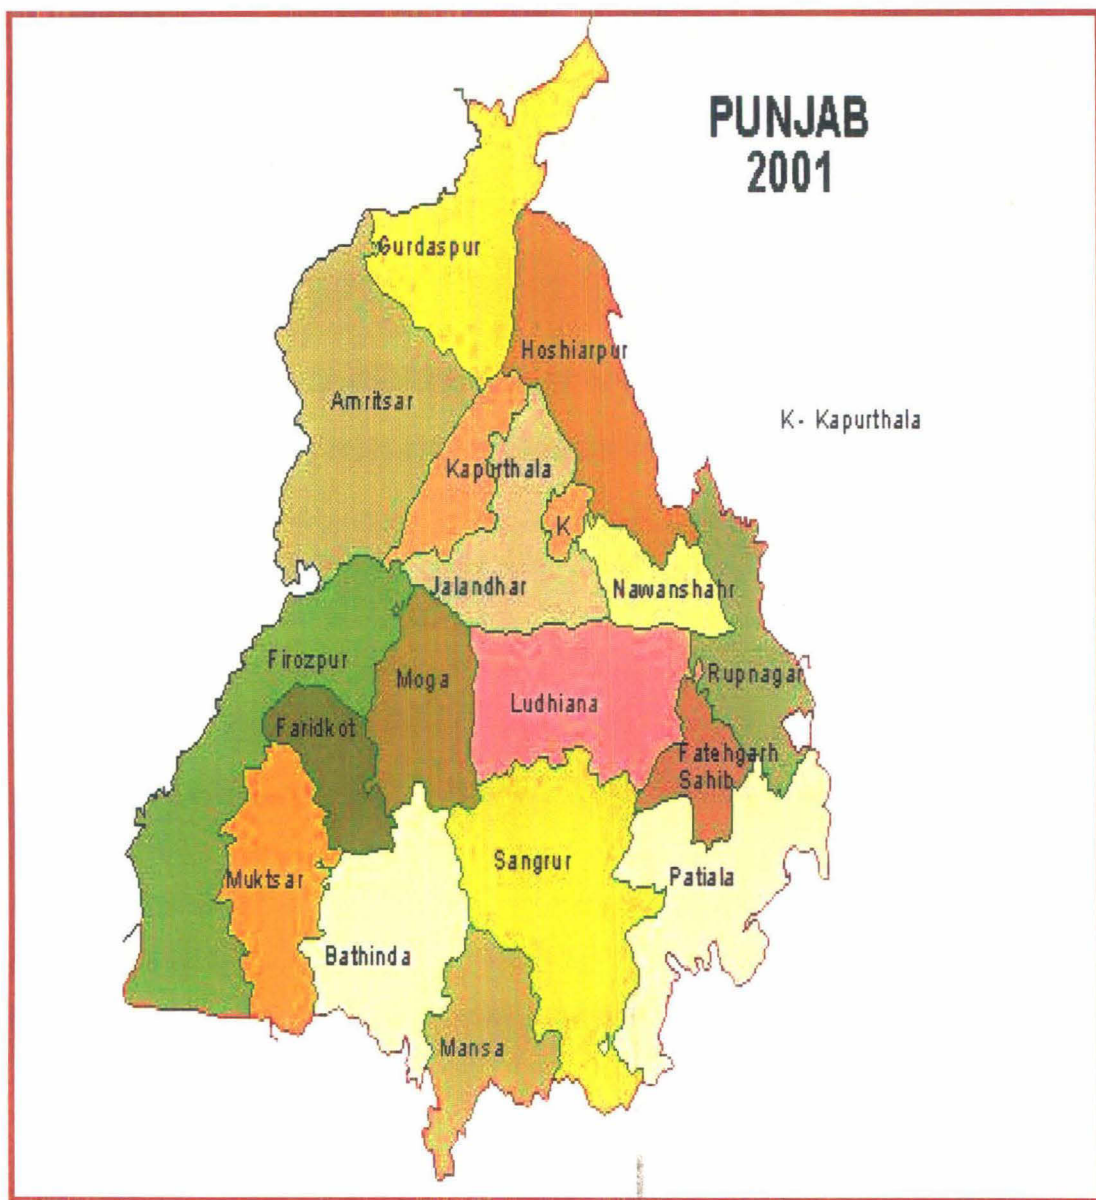 PUNJAB
2001
Gurdaspur
Hoshiarpur
Amritsar
K- Kapurthala
Kapurthala
K
Jalandhar
Nawanshahr
Firozpur
Moga
Rupnagar
Ludhiana
Faridkot
Fatehgarh
Sahib
Sangrur
Muktsar
Patiala
Bathinda
Mansa